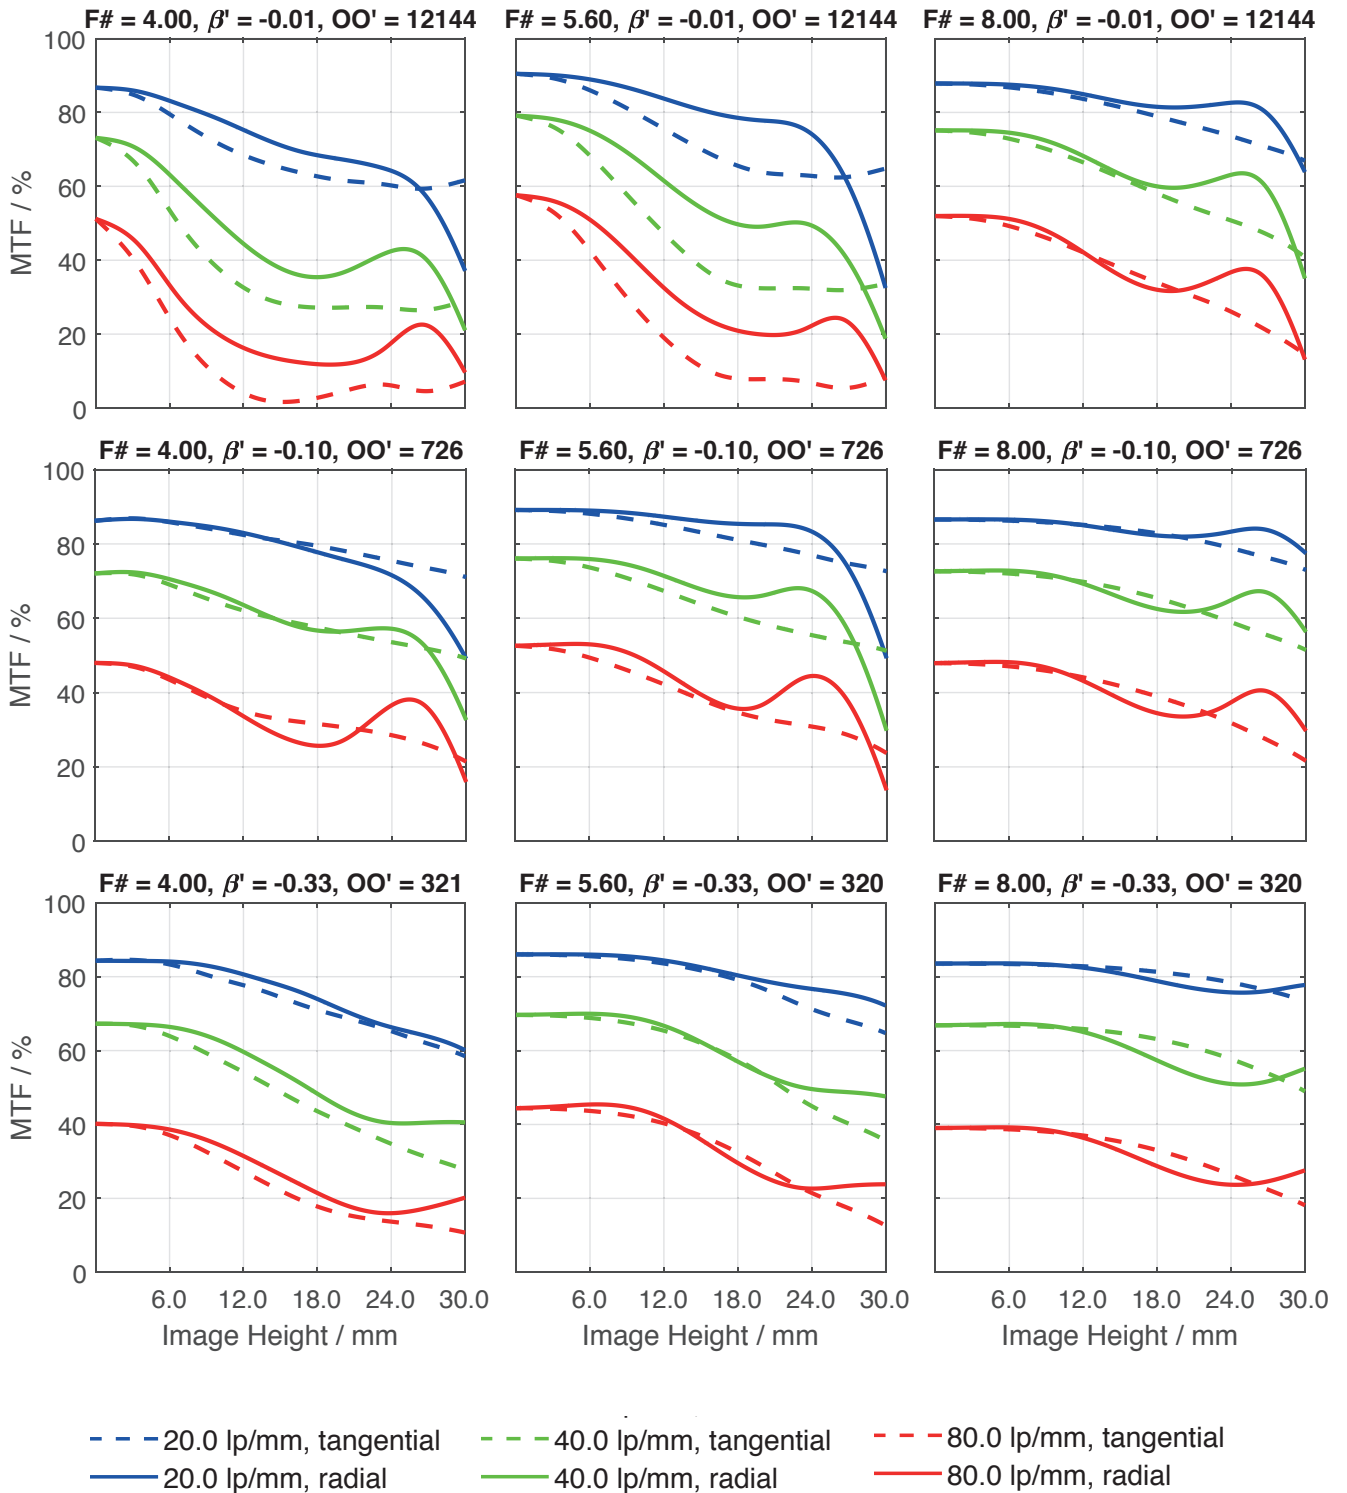 F# = 4.00, β' = -0.01, OO' = 12144
F# = 5.60, β' = -0.01, OO' = 12144
F# = 8.00, β' = -0.01, OO' = 12144
100
80
60
40
20
0
MTF / %
F# = 4.00, β' = -0.10, OO' = 726
F# = 5.60, β' = -0.10, OO' = 726
F# = 8.00, β' = -0.10, OO' = 726
100
80
60
40
20
0
MTF / %
F# = 4.00, β' = -0.33, OO' = 321
F# = 5.60, β' = -0.33, OO' = 320
F# = 8.00, β' = -0.33, OO' = 320
100
80
60
40
20
0
MTF / %
6.0 12.0 18.0 24.0 30.0
6.0 12.0 18.0 24.0 30.0
6.0 12.0 18.0 24.0 30.0
Image Height / mm
Image Height / mm
Image Height / mm
20.0 lp/mm, tangential
40.0 lp/mm, tangential
80.0 lp/mm, tangential
20.0 lp/mm, radial
40.0 lp/mm, radial
80.0 lp/mm, radial